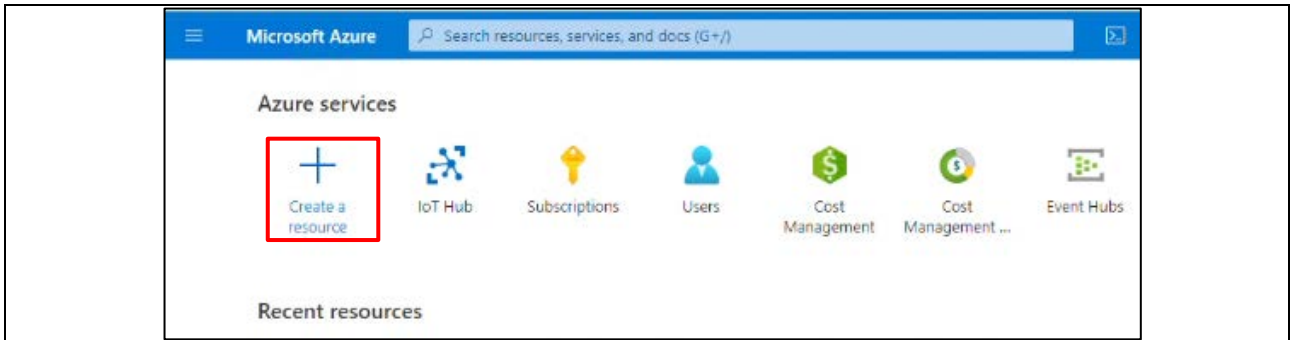 Microsoft Azure
Search resources, services, and docs (G+/)
Azure services
Create a resource
IoT Hub
Subscriptions
Users
Cost Management
Cost Management ...
Event Hubs
Recent resources